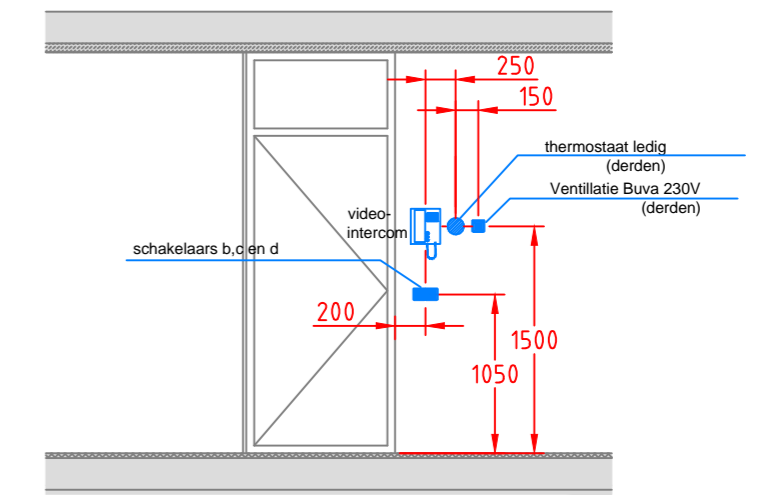 250
150
thermostaat ledig
(derden)
Ventillatie Buva 230V
(derden)
video-
intercom
schakelaars b,c en d
200
1500
1050